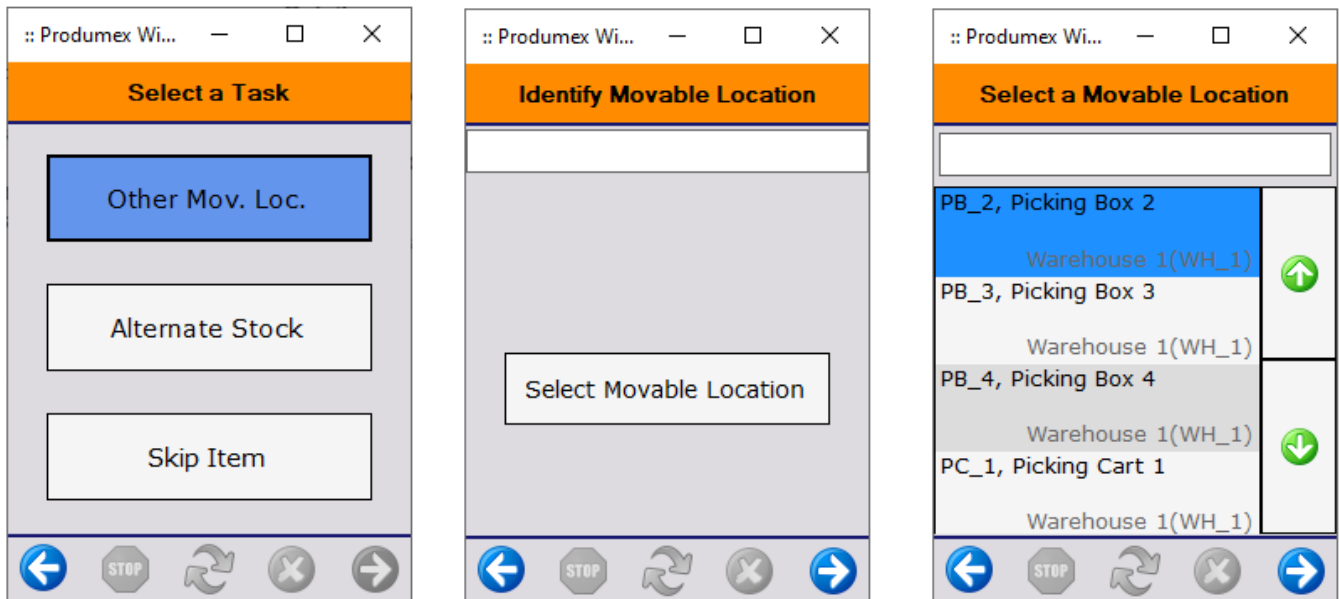 :: Produmex Wi...
Select a Task
Other Mov. Loc.
Alternate Stock
Skip Item
STOP
:: Produmex Wi...
Identify Movable Location
Select Movable Location
STOP
:: Produmex Wi...
Select a Movable Location
PB_2, Picking Box 2
Warehouse 1(WH_1)
PB_3, Picking Box 3
Warehouse 1(WH_1)
PB_4, Picking Box 4
Warehouse 1(WH_1)
PC_1, Picking Cart 1
Warehouse 1(WH_1)
STOP